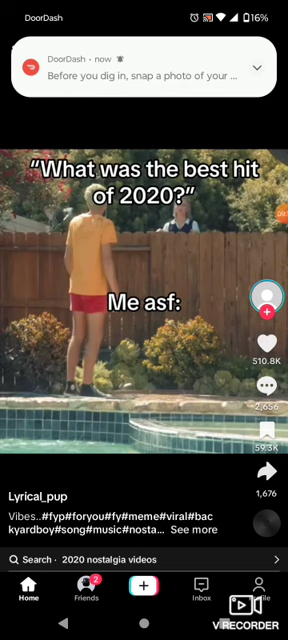 DoorDash
16%
DoorDash • now
Before you dig in, snap a photo of your ...
“What was the best hit
of 2020?”
Me asf:
510.8K
2,656
59.3K
1,676
Lyrical_pup
Vibes..#fyp#foryou#fy#meme#viral#bac
kyardboy#song#music#nosta... See more
Search · 2020 nostalgia videos
2
Home
Friends
Inbox
V RECORDER